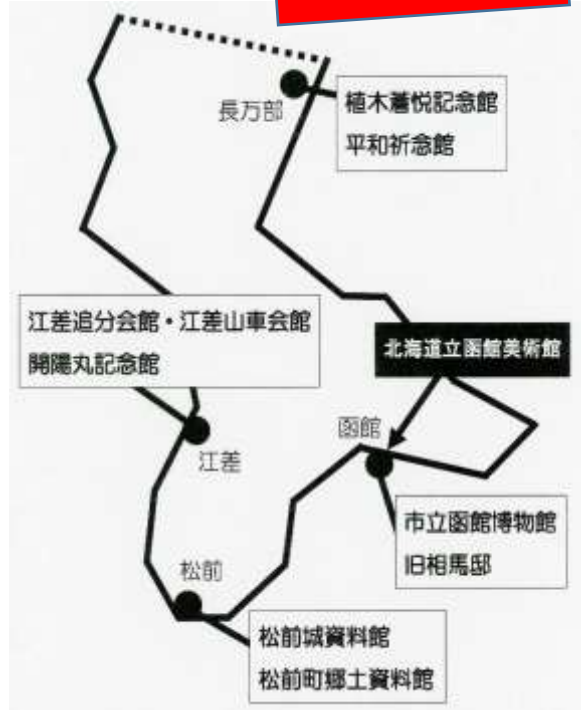 長万部
植木蒼悦記念館
平和祈念館
江差追分会館・江差山車会館
開陽丸記念館
北海道立函館美術館
函館
江差
市立函館博物館
旧相馬邸
松前
松前城資料館
松前町郷土資料館